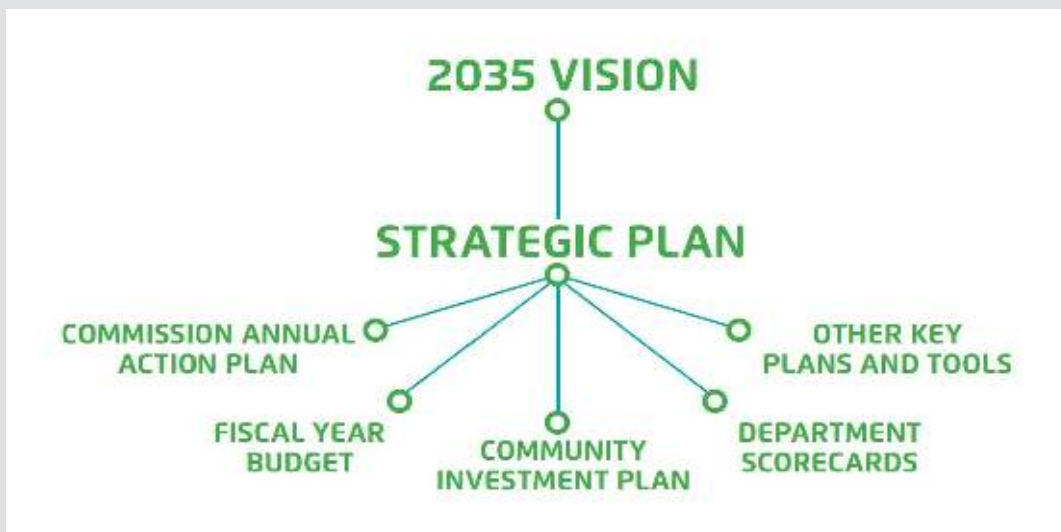 2035 VISION
STRATEGIC PLAN
COMMISSION ANNUAL
ACTION PLAN
FISCAL YEAR
BUDGET
COMMUNITY
INVESTMENT PLAN
DEPARTMENT
SCORECARDS
OTHER KEY
PLANS AND TOOLS